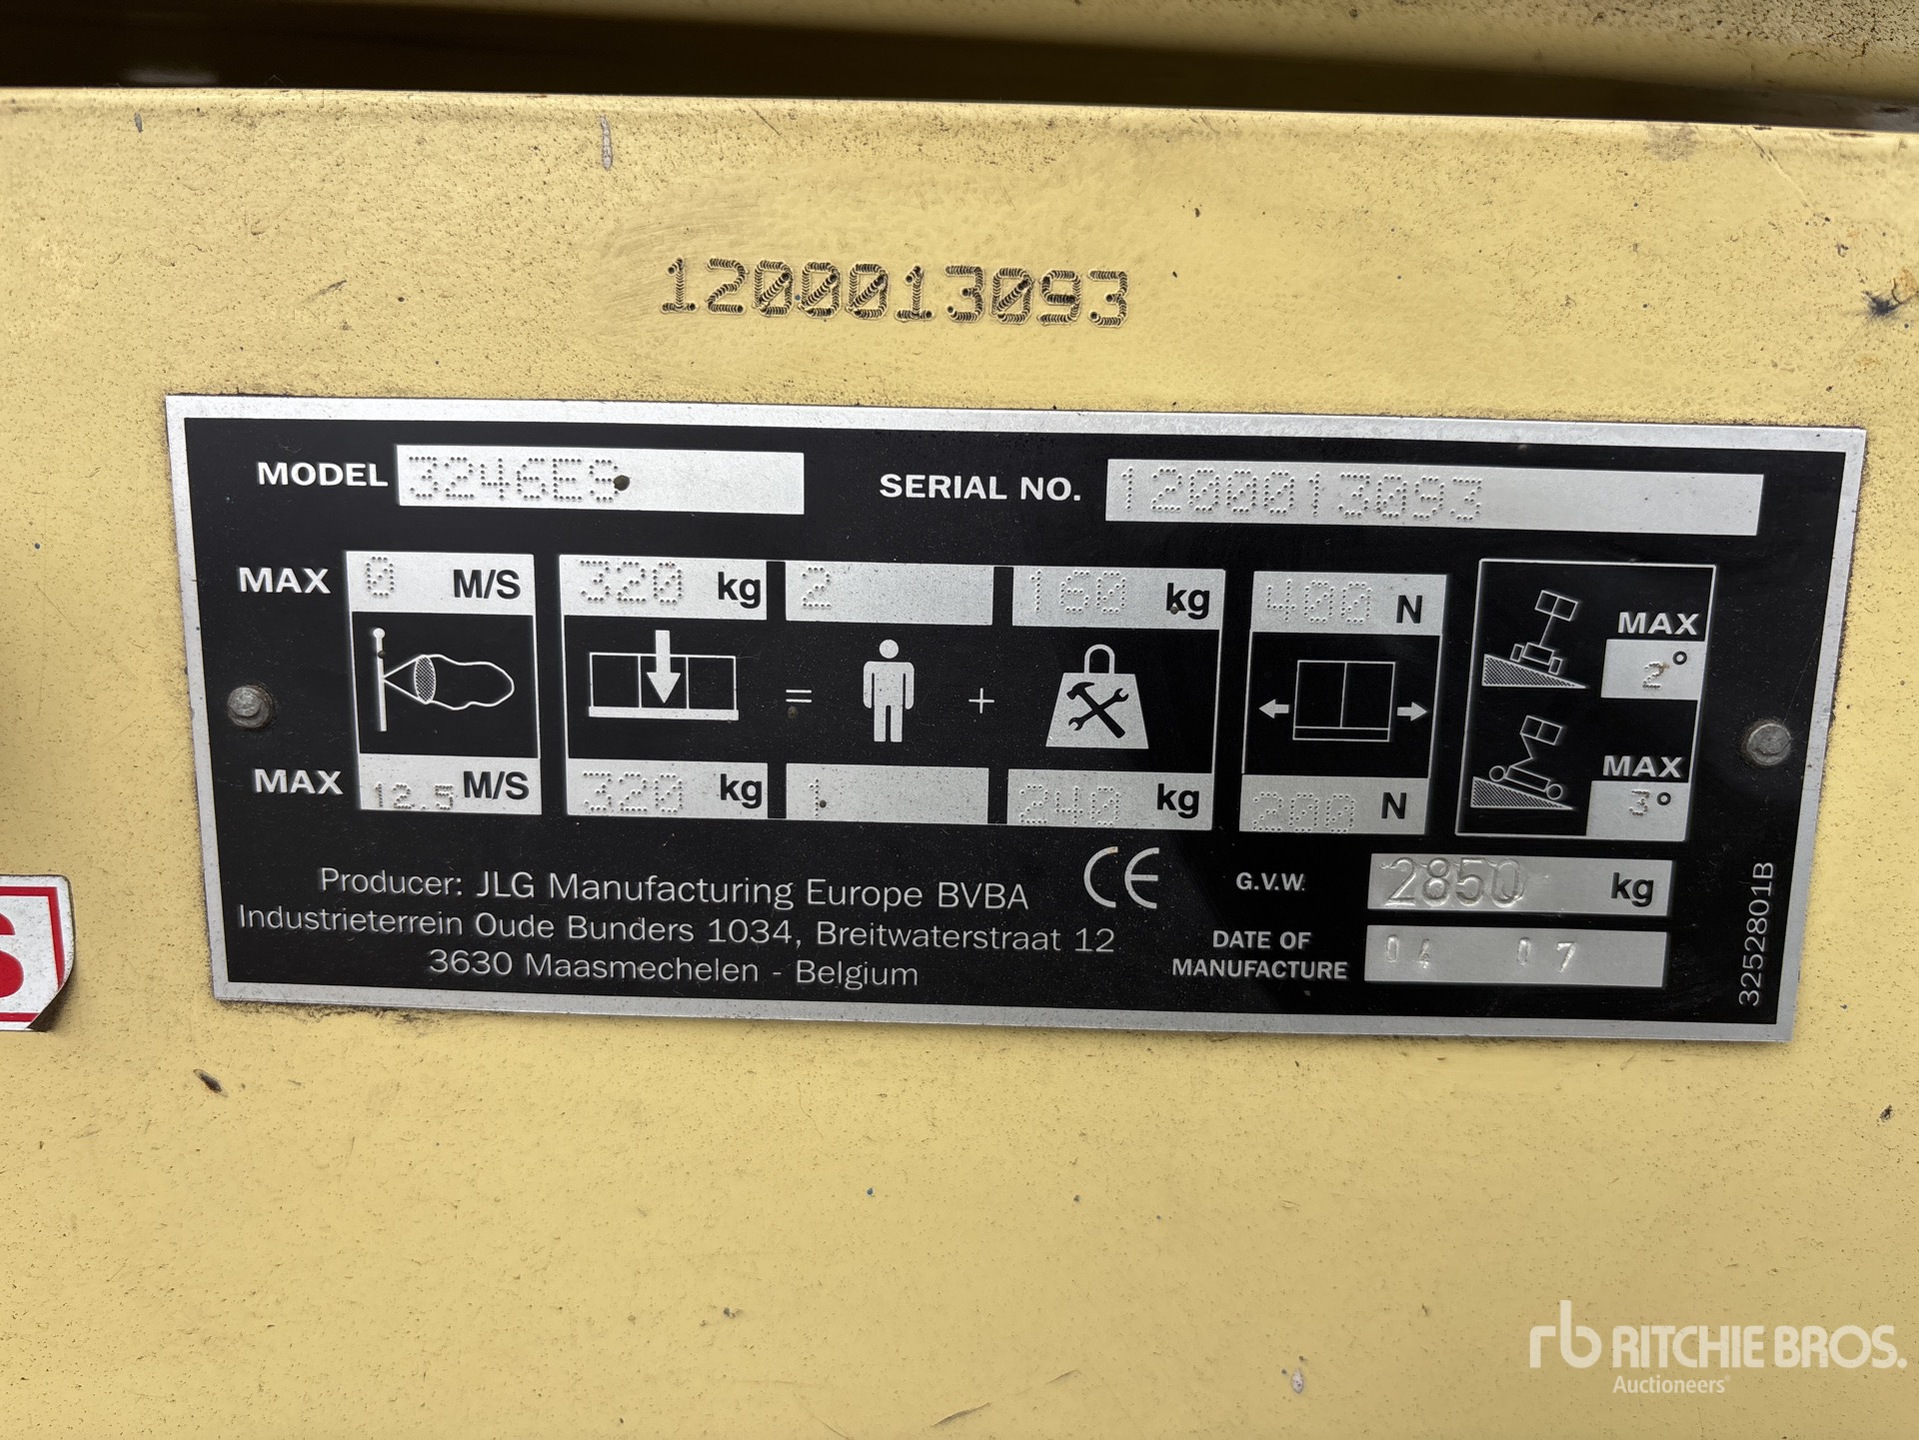 1200013093
MODEL 3246ES SERIAL NO. 1200013093
MAX 0 M/S 320 kg 2 160 kg 400 N
MAX 2°
= +
MAX 3°
MAX 12.5 M/S 320 kg 1 240 kg 200 N
Producer: JLG Manufacturing Europe BVBA
Industrieterrein Oude Bunders 1034, Breitwaterstraat 12
3630 Maasmechelen - Belgium
CE
G.V.W. 2850 kg
DATE OF
MANUFACTURE 04 07
3252801B
S
rb RITCHIE BROS.
Auctioneers